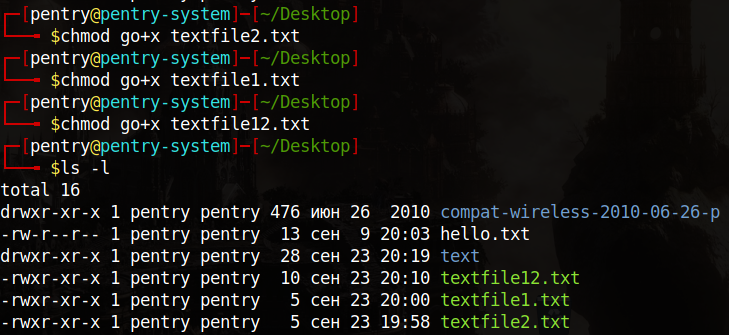 ┌─[pentry@pentry-system]─[~/Desktop]
└──╼ $chmod go+x textfile2.txt
┌─[pentry@pentry-system]─[~/Desktop]
└──╼ $chmod go+x textfile1.txt
┌─[pentry@pentry-system]─[~/Desktop]
└──╼ $chmod go+x textfile12.txt
┌─[pentry@pentry-system]─[~/Desktop]
└──╼ $ls -l
total 16
drwxr-xr-x 1 pentry pentry 476 июн 26  2010 compat-wireless-2010-06-26-p
-rw-r--r-- 1 pentry pentry  13 сен  9 20:03 hello.txt
drwxr-xr-x 1 pentry pentry  28 сен 23 20:19 text
-rwxr-xr-x 1 pentry pentry  10 сен 23 20:10 textfile12.txt
-rwxr-xr-x 1 pentry pentry   5 сен 23 20:00 textfile1.txt
-rwxr-xr-x 1 pentry pentry   5 сен 23 19:58 textfile2.txt